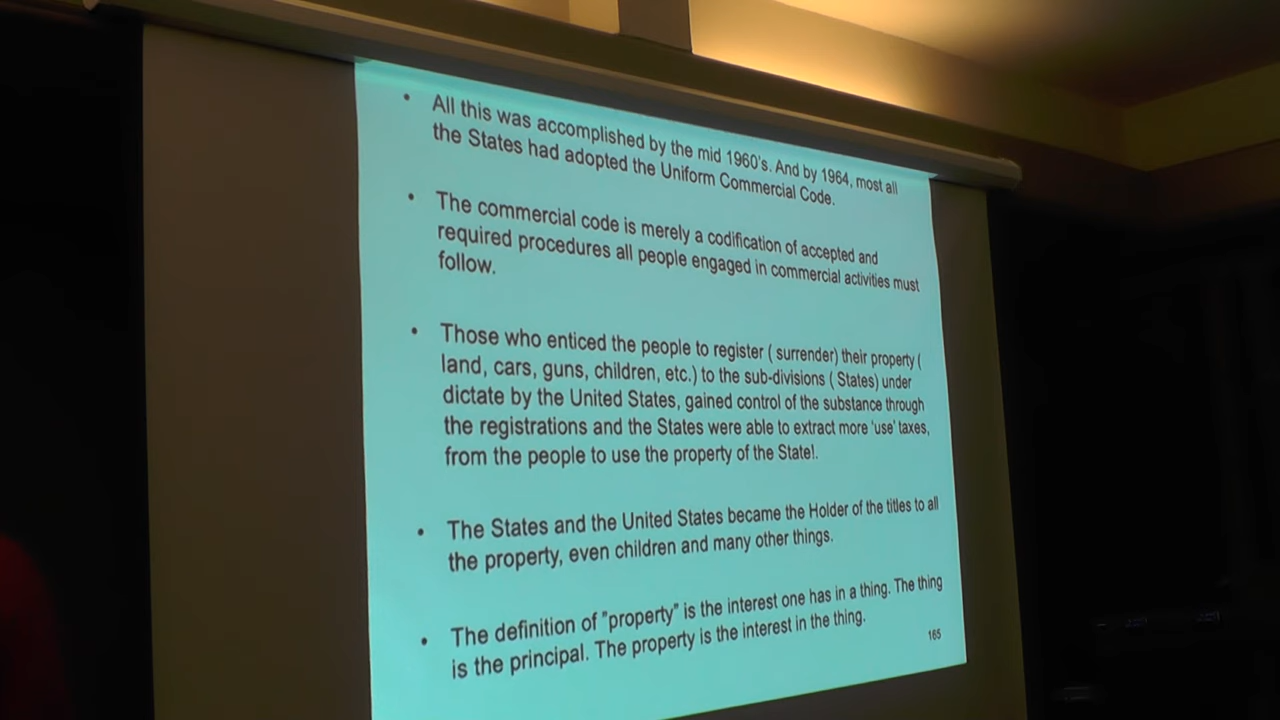 • All this was accomplished by the mid 1960's. And by 1964, most all
the States had adopted the Uniform Commercial Code.
• The commercial code is merely a codification of accepted and
required procedures all people engaged in commercial activities must
follow.
• Those who enticed the people to register ( surrender) their property (
land, cars, guns, children, etc.) to the sub-divisions ( States) under
dictate by the United States, gained control of the substance through
the registrations and the States were able to extract more 'use' taxes,
from the people to use the property of the State!.
• The States and the United States became the Holder of the titles to all
the property, even children and many other things.
• The definition of "property" is the interest one has in a thing. The thing
is the principal. The property is the interest in the thing.
165